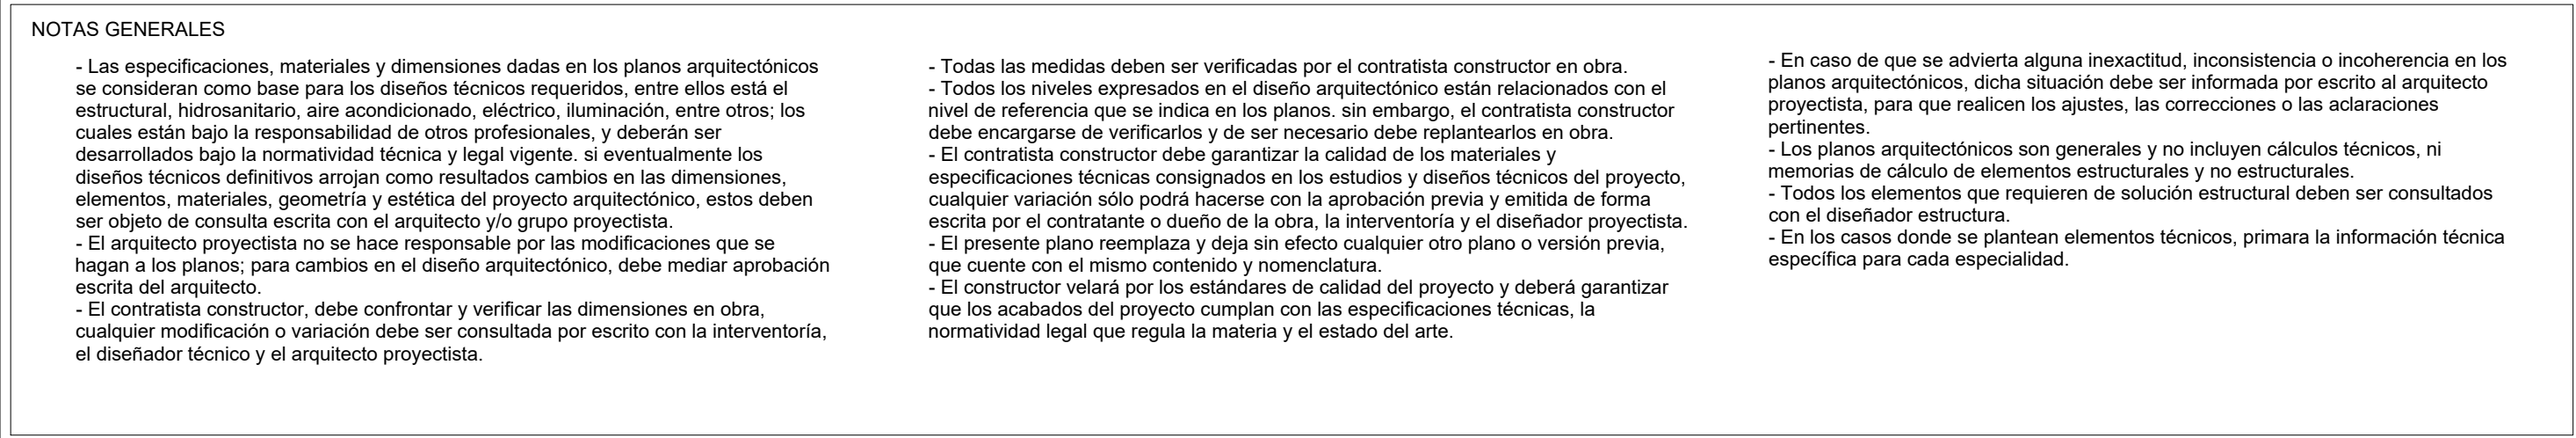 NOTAS GENERALES
- Las especificaciones, materiales y dimensiones dadas en los planos arquitectónicos
se consideran como base para los diseños técnicos requeridos, entre ellos está el
estructural, hidrosanitario, aire acondicionado, eléctrico, iluminación, entre otros; los
cuales están bajo la responsabilidad de otros profesionales, y deberán ser
desarrollados bajo la normatividad técnica y legal vigente. si eventualmente los
diseños técnicos definitivos arrojan como resultados cambios en las dimensiones,
elementos, materiales, geometría y estética del proyecto arquitectónico, estos deben
ser objeto de consulta escrita con el arquitecto y/o grupo proyectista.
- El arquitecto proyectista no se hace responsable por las modificaciones que se
hagan a los planos; para cambios en el diseño arquitectónico, debe mediar aprobación
escrita del arquitecto.
- El contratista constructor, debe confrontar y verificar las dimensiones en obra,
cualquier modificación o variación debe ser consultada por escrito con la interventoría,
el diseñador técnico y el arquitecto proyectista.
- Todas las medidas deben ser verificadas por el contratista constructor en obra.
- Todos los niveles expresados en el diseño arquitectónico están relacionados con el
nivel de referencia que se indica en los planos. sin embargo, el contratista constructor
debe encargarse de verificarlos y de ser necesario debe replantearlos en obra.
- El contratista constructor debe garantizar la calidad de los materiales y
especificaciones técnicas consignados en los estudios y diseños técnicos del proyecto,
cualquier variación sólo podrá hacerse con la aprobación previa y emitida de forma
escrita por el contratante o dueño de la obra, la interventoría y el diseñador proyectista.
- El presente plano reemplaza y deja sin efecto cualquier otro plano o versión previa,
que cuente con el mismo contenido y nomenclatura.
- El constructor velará por los estándares de calidad del proyecto y deberá garantizar
que los acabados del proyecto cumplan con las especificaciones técnicas, la
normatividad legal que regula la materia y el estado del arte.
- En caso de que se advierta alguna inexactitud, inconsistencia o incoherencia en los
planos arquitectónicos, dicha situación debe ser informada por escrito al arquitecto
proyectista, para que realicen los ajustes, las correcciones o las aclaraciones
pertinentes.
- Los planos arquitectónicos son generales y no incluyen cálculos técnicos, ni
memorias de cálculo de elementos estructurales y no estructurales.
- Todos los elementos que requieren de solución estructural deben ser consultados
con el diseñador estructura.
- En los casos donde se plantean elementos técnicos, primara la información técnica
específica para cada especialidad.